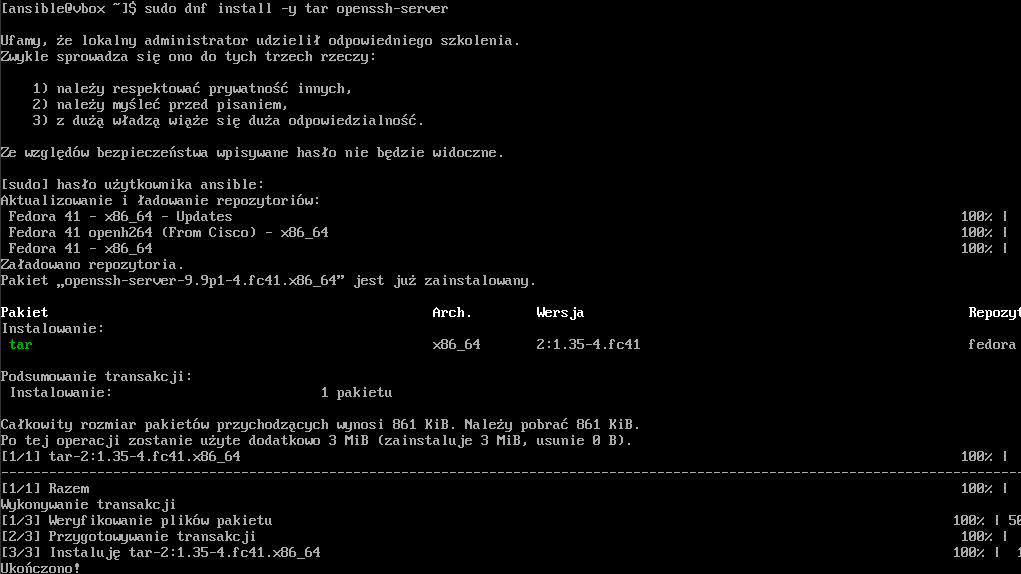 [ansible@vbox ~]$ sudo dnf install -y tar openssh-server
Ufamy, że lokalny administrator udzielił odpowiedniego szkolenia.
Zwykle sprowadza się ono do tych trzech rzeczy:
1) należy respektować prywatność innych,
2) należy myśleć przed pisaniem,
3) z dużą władzą wiąże się duża odpowiedzialność.
Ze względów bezpieczeństwa wpisywane hasło nie będzie widoczne.
[sudo] hasło użytkownika ansible:
Aktualizowanie i ładowanie repozytoriów:
Fedora 41 - x86_64 - Updates 100% |
Fedora 41 openh264 (From Cisco) - x86_64 100% |
Fedora 41 - x86_64 100% |
Załadowano repozytoria.
Pakiet „openssh-server-9.9p1-4.fc41.x86_64” jest już zainstalowany.
Pakiet Arch. Wersja Repozyt
Instalowanie:
tar x86_64 2:1.35-4.fc41 fedora
Podsumowanie transakcji:
Instalowanie: 1 pakietu
Całkowity rozmiar pakietów przychodzących wynosi 861 KiB. Należy pobrać 861 KiB.
Po tej operacji zostanie użyte dodatkowo 3 MiB (zainstaluje 3 MiB, usunie 0 B).
[1/1] tar-2:1.35-4.fc41.x86_64 100% |
[1/1] Razem 100% |
Wykonywanie transakcji
[1/3] Weryfikowanie plików pakietu 100% | 50
[2/3] Przygotowywanie transakcji 100% |
[3/3] Instaluję tar-2:1.35-4.fc41.x86_64 100% | 1
Ukończono!